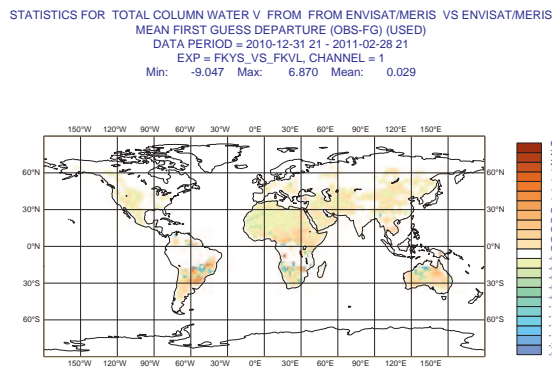 STATISTICS FOR TOTAL COLUMN WATER V FROM FROM ENVISAT/MERIS VS ENVISAT/MERIS
MEAN FIRST GUESS DEPARTURE (OBS-FG) (USED)
DATA PERIOD = 2010-12-31 21 - 2011-02-28 21
EXP = FKYS_VS_FKVL, CHANNEL = 1
Min: -9.047 Max: 6.870 Mean: 0.029
150°W 120°W 90°W 60°W 30°W 0°E 30°E 60°E 90°E 120°E 150°E
60°N 60°N
30°N 30°N
0°N 0°N
30°S 30°S
60°S 60°S
150°W 120°W 90°W 60°W 30°W 0°E 30°E 60°E 90°E 120°E 150°E